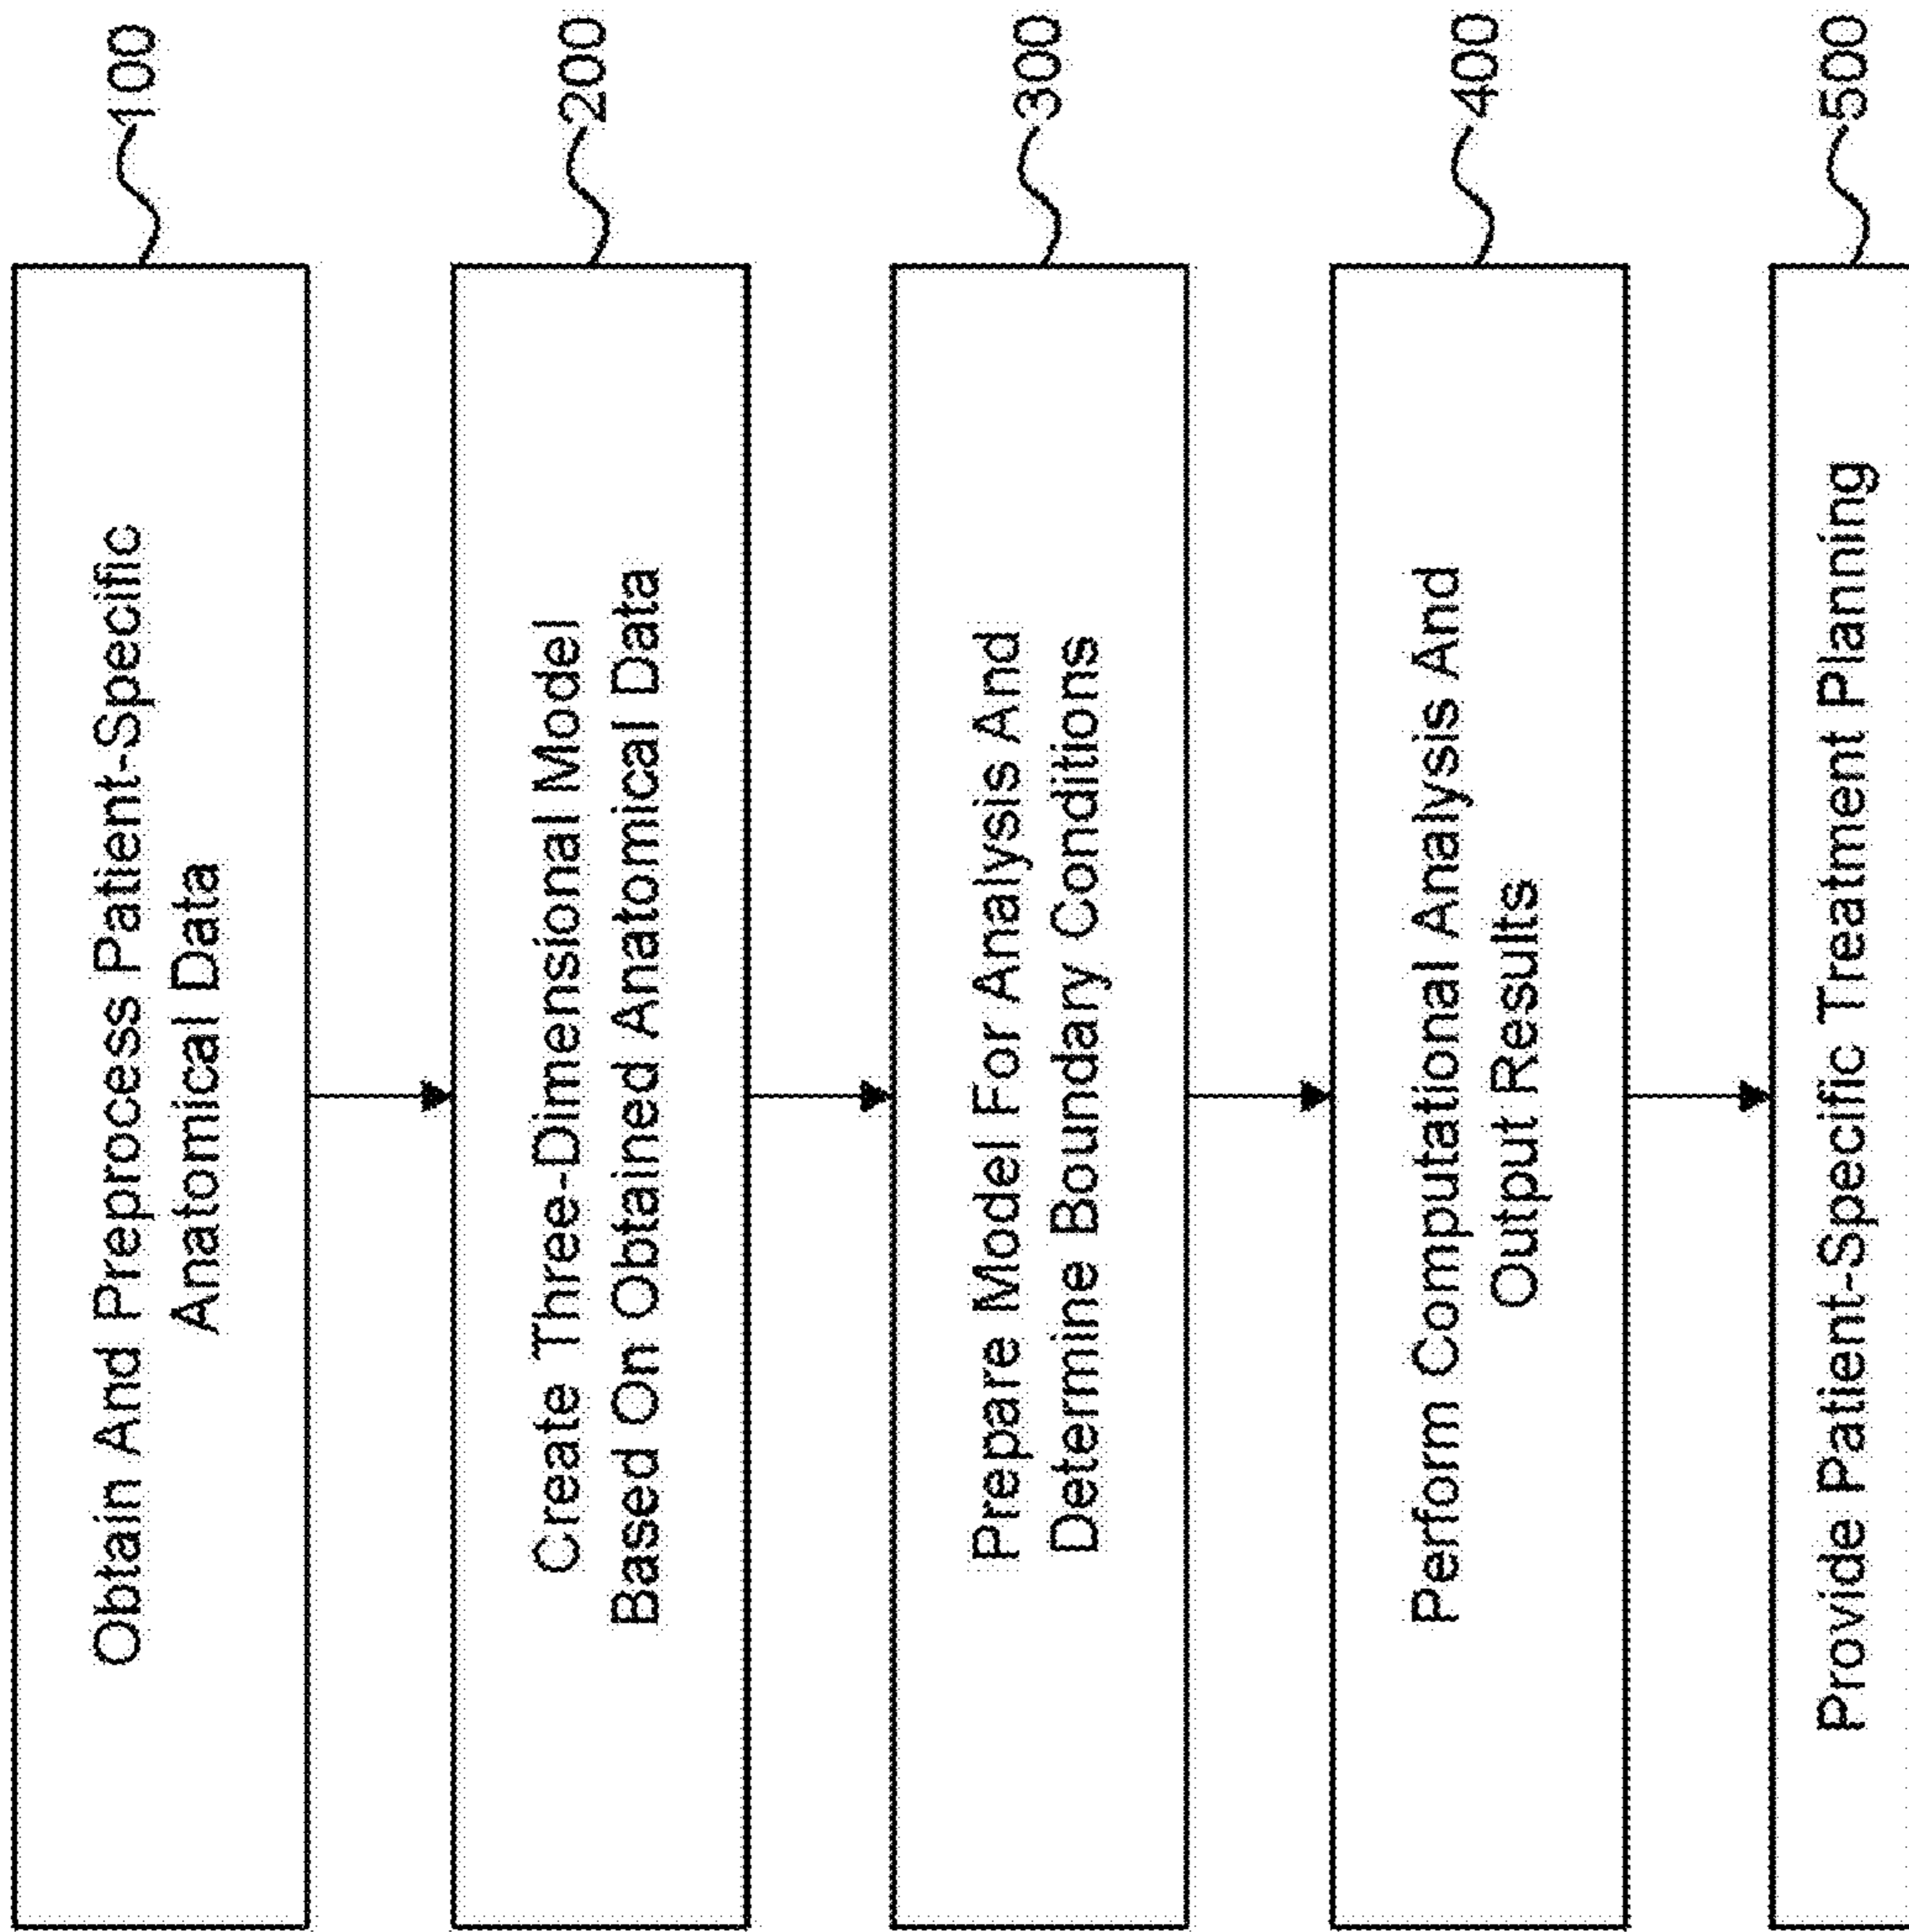 Obtain And Preprocess Patient-Specific
Anatomical Data
100
Create Three-Dimensional Model
Based On Obtained Anatomical Data
200
Prepare Model For Analysis And
Determine Boundary Conditions
300
Perform Computational Analysis And
Output Results
400
Provide Patient-Specific Treatment Planning
500